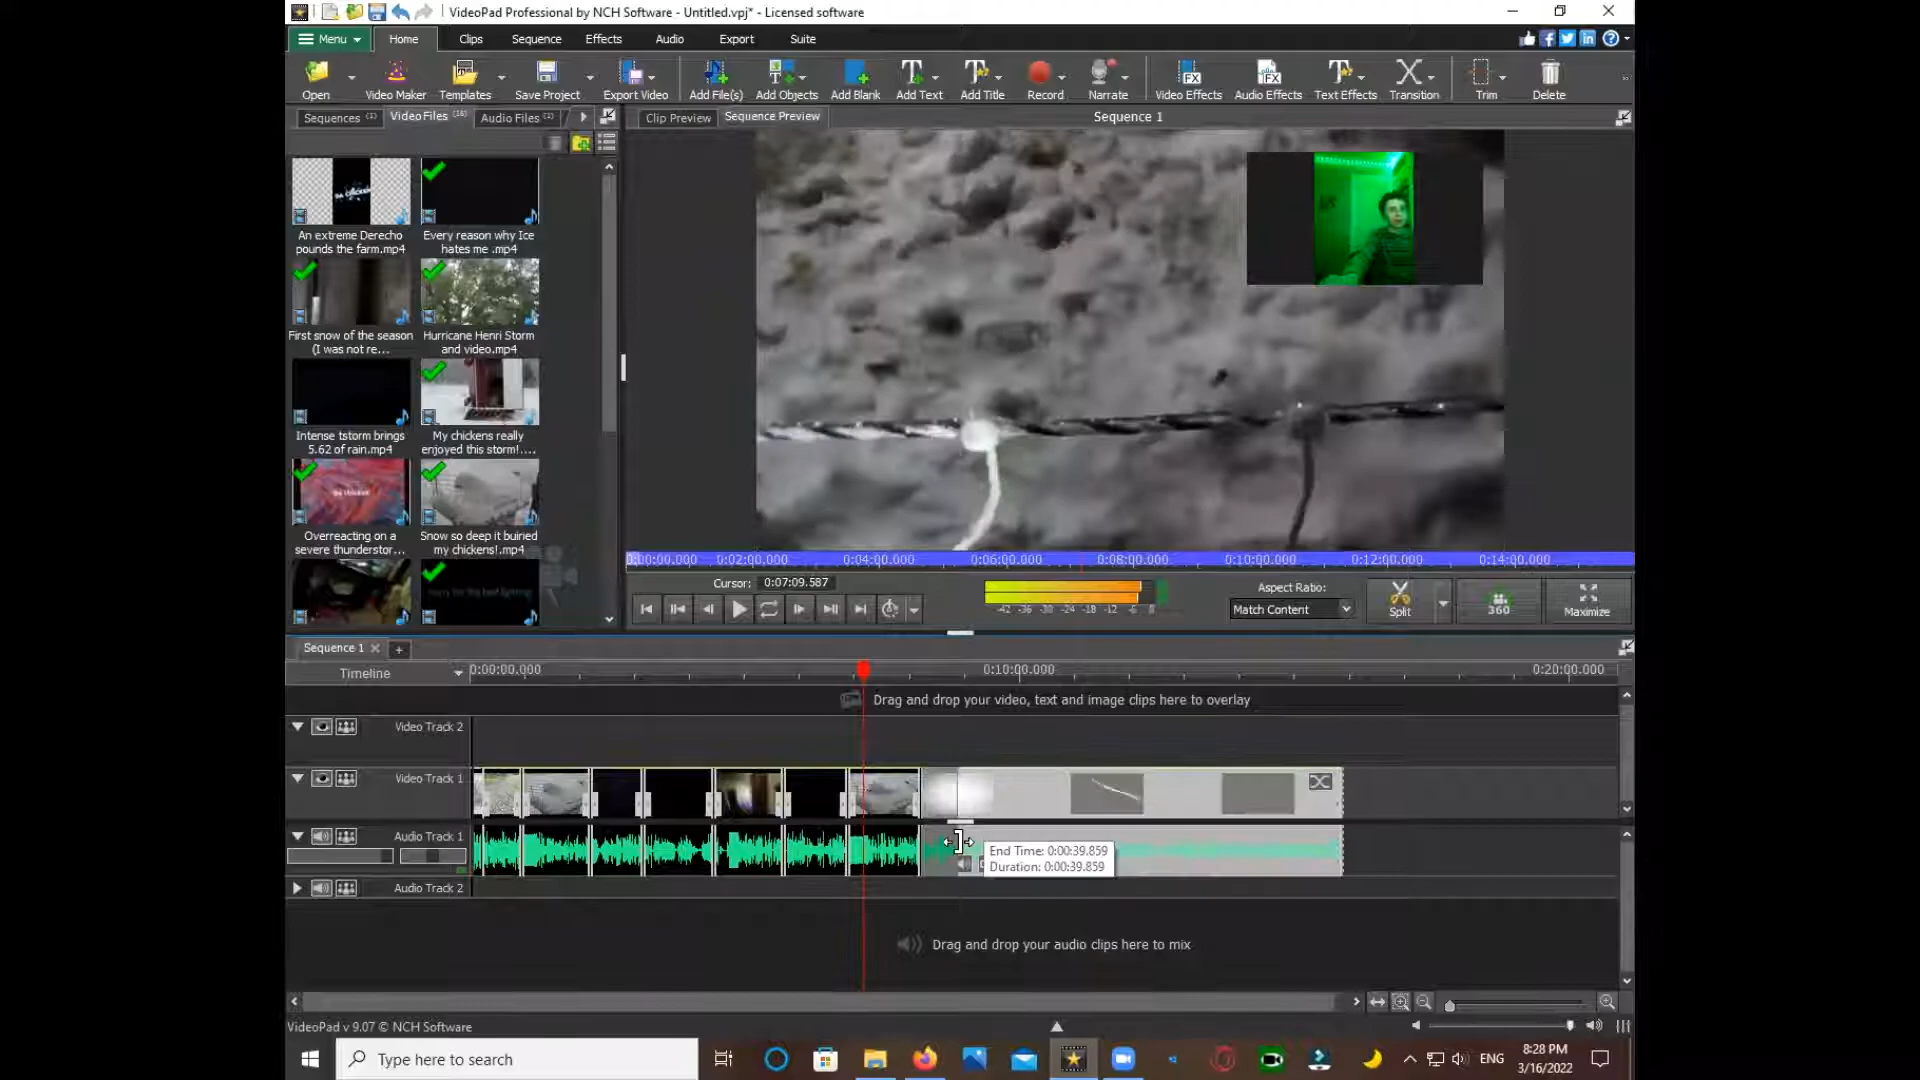 VideoPad Professional by NCH Software - Untitled.vpj* - Licensed software
Menu Home Clips Sequence Effects Audio Export Suite
Open Video Maker Templates Save Project Export Video Add File(s) Add Objects Add Blank Add Text Add Title Record Narrate Video Effects Audio Effects Text Effects Transition Trim Delete
Sequences (1) Video Files (16) Audio Files (2)
Clip Preview Sequence Preview Sequence 1
An extreme Derecho
pounds the farm.mp4
Every reason why Ice
hates me .mp4
First snow of the season
(I was not re...
Hurricane Henri Storm
and video.mp4
Intense tstorm brings
5.62 of rain.mp4
My chickens really
enjoyed this storm!....
Overreacting on a
severe thunderstor...
Snow so deep it buiried
my chickens!.mp4
0:00:00.000 0:02:00.000 0:04:00.000 0:06:00.000 0:08:00.000 0:10:00.000 0:12:00.000 0:14:00.000
Cursor: 0:07:09.587
-42 -36 -30 -24 -18 -12 -6 0
Aspect Ratio:
Match Content
Split
360
Maximize
Sequence 1
Timeline
0:00:00.000 0:10:00.000 0:20:00.000
Drag and drop your video, text and image clips here to overlay
Video Track 2
Video Track 1
Audio Track 1
End Time: 0:00:39.859
Duration: 0:00:39.859
Audio Track 2
Drag and drop your audio clips here to mix
VideoPad v 9.07 © NCH Software
Type here to search
ENG
8:28 PM
3/16/2022